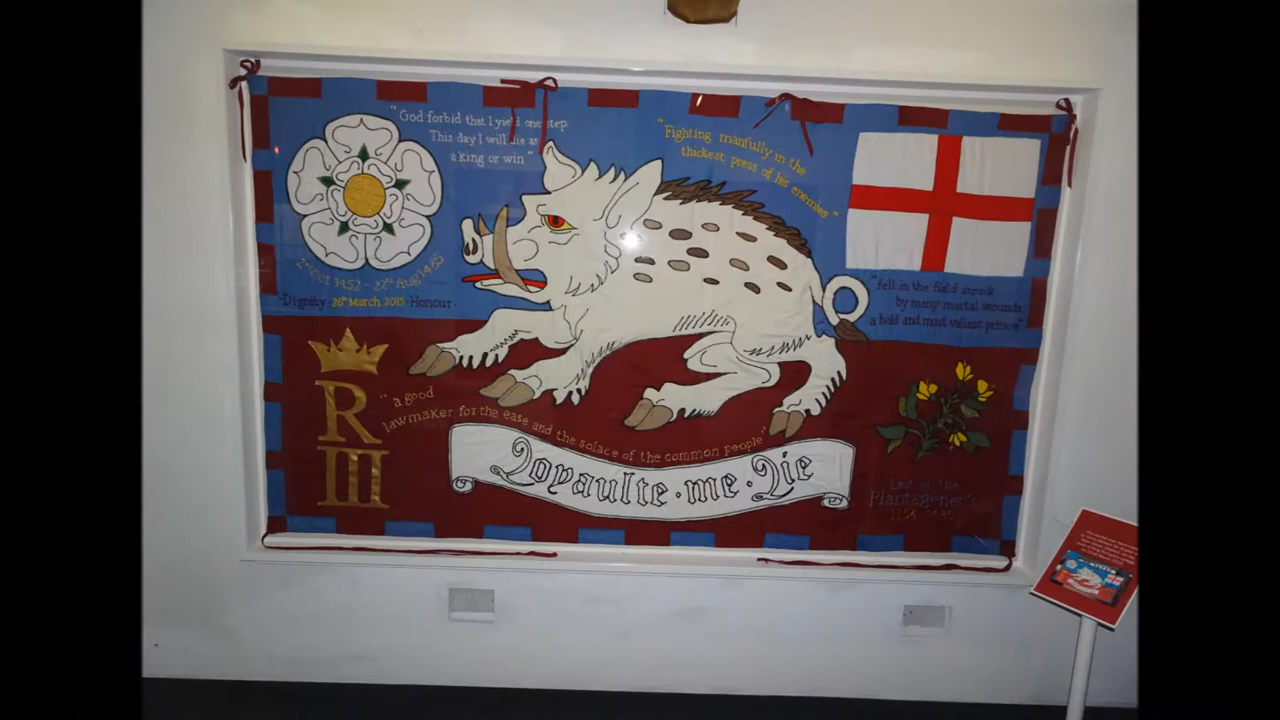 "God forbid that I yield one step.
This day I will die as
a king or win"
"Fighting manfully in the
thickest press of his enemies"
2nd Oct 1452 - 22nd Aug 1485
Dignity · 26th March 2015 · Honour
"fell in the field struck
by many mortal wounds,
a bold and most valiant prince"
R
III
"a good
lawmaker for the ease and the solace of the common people"
Loyaulte · me · Lie
Last of the
Plantagenets